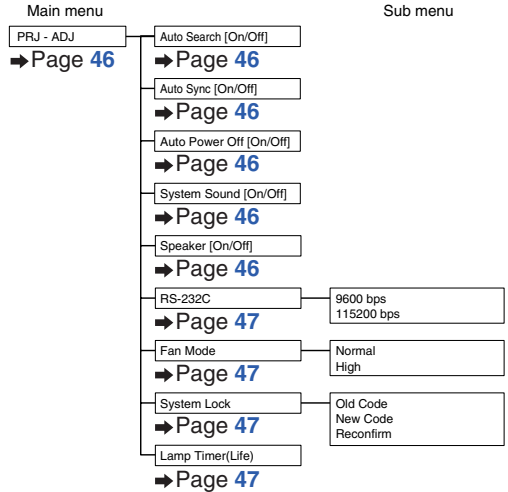 Main menu
Sub menu
PRJ - ADJ
➡Page 46
Auto Search [On/Off]
➡Page 46
Auto Sync [On/Off]
➡Page 46
Auto Power Off [On/Off]
➡Page 46
System Sound [On/Off]
➡Page 46
Speaker [On/Off]
➡Page 46
RS-232C
➡Page 47
9600 bps
115200 bps
Fan Mode
➡Page 47
Normal
High
System Lock
➡Page 47
Old Code
New Code
Reconfirm
Lamp Timer(Life)
➡Page 47